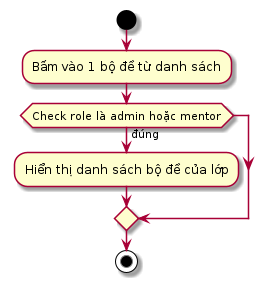 Bấm vào 1 bộ đề từ danh sách
Check role là admin hoặc mentor
đúng
Hiển thị danh sách bộ đề của lớp